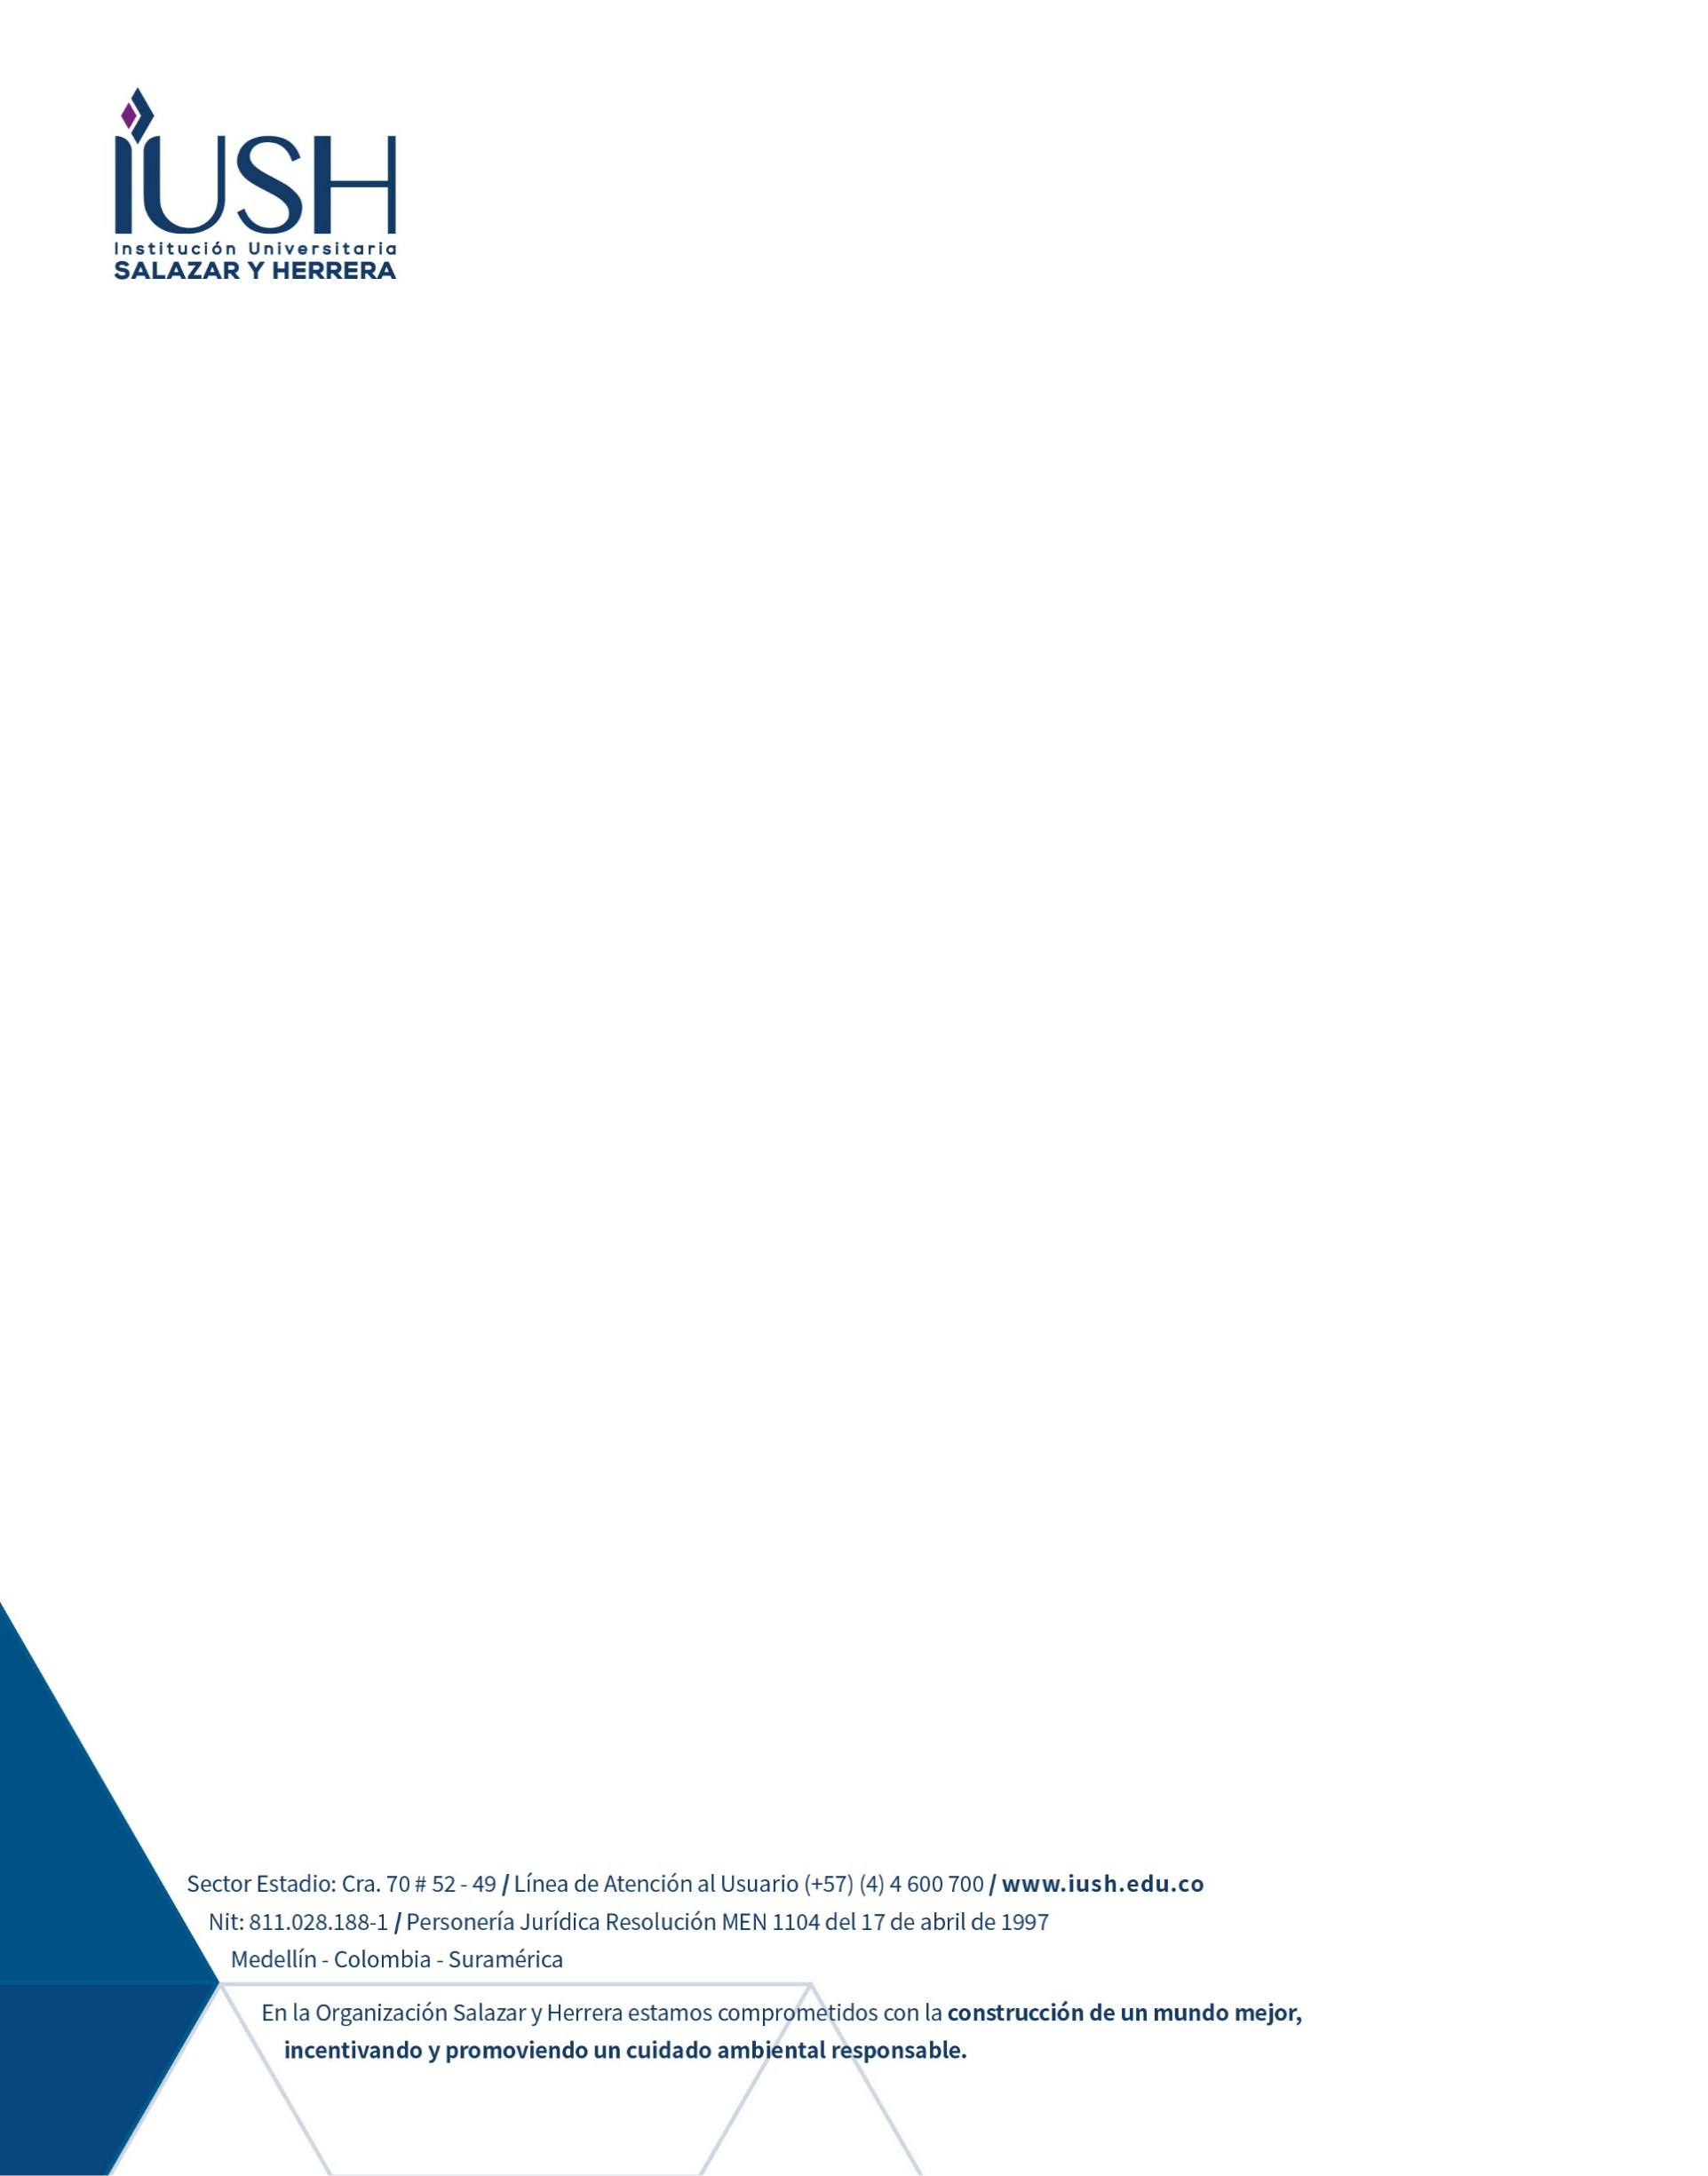 IUSH
Institución Universitaria
SALAZAR Y HERRERA
Sector Estadio: Cra. 70 # 52 - 49 / Línea de Atención al Usuario (+57) (4) 4 600 700 / www.iush.edu.co
Nit: 811.028.188-1 / Personería Jurídica Resolución MEN 1104 del 17 de abril de 1997
Medellín - Colombia - Suramérica
En la Organización Salazar y Herrera estamos comprometidos con la construcción de un mundo mejor,
incentivando y promoviendo un cuidado ambiental responsable.